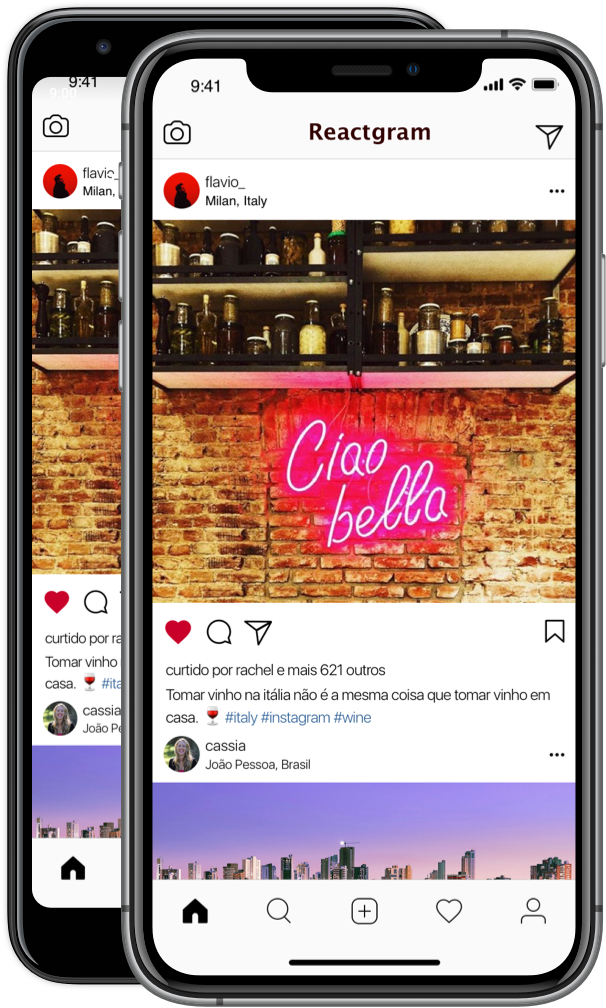 9:41
9:00
flavio_
Milan,
curtido por ra
Tomar vinho
casa. 🍷 #ita
cassia
João Pe
9:41
Reactgram
flavio_
Milan, Italy
Ciao
bella
curtido por rachel e mais 621 outros
Tomar vinho na itália não é a mesma coisa que tomar vinho em
casa. 🍷 #italy #instagram #wine
cassia
João Pessoa, Brasil